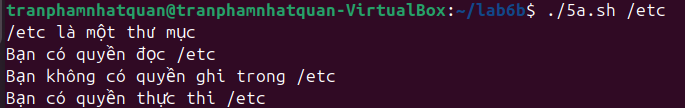 tranphamnhatquan@tranphamnhatquan-VirtualBox:~/lab6b$ ./5a.sh /etc
/etc là một thư mục
Bạn có quyền đọc /etc
Bạn không có quyền ghi trong /etc
Bạn có quyền thực thi /etc